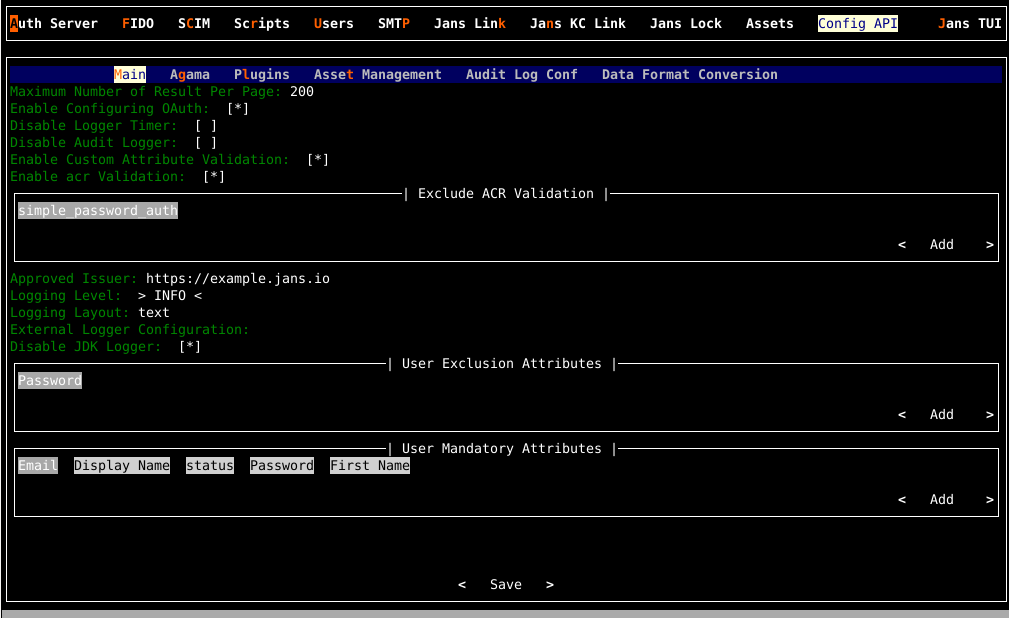 Auth Server FIDO SCIM Scripts Users SMTP Jans Link Jans KC Link Jans Lock Assets Config API Jans TUI
Main Agama Plugins Asset Management Audit Log Conf Data Format Conversion
Maximum Number of Result Per Page: 200
Enable Configuring OAuth: [*]
Disable Logger Timer: [ ]
Disable Audit Logger: [ ]
Enable Custom Attribute Validation: [*]
Enable acr Validation: [*]
| Exclude ACR Validation |
simple_password_auth
< Add >
Approved Issuer: https://example.jans.io
Logging Level: > INFO <
Logging Layout: text
External Logger Configuration:
Disable JDK Logger: [*]
| User Exclusion Attributes |
Password
< Add >
| User Mandatory Attributes |
Email Display Name status Password First Name
< Add >
< Save >